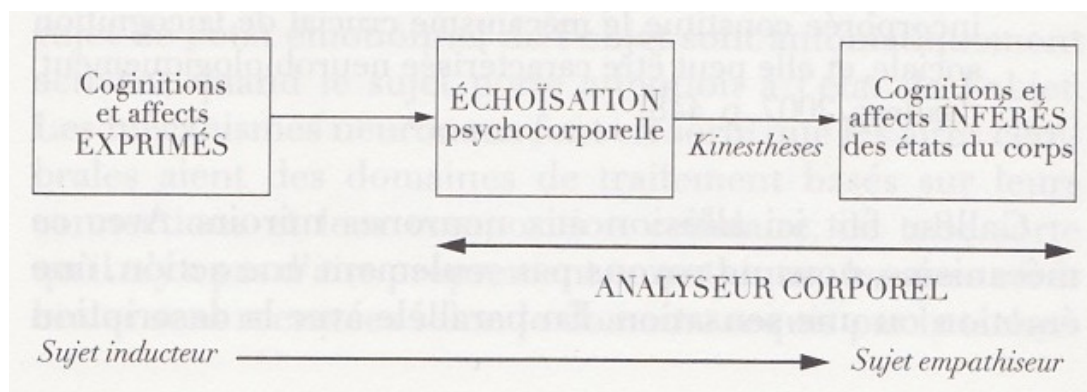 Coginitions
et affects
EXPRIMÉS
ÉCHOÏSATION
psychocorporelle
Kinesthèses
Cognitions et
affects INFÉRÉS
des états du corps
ANALYSEUR CORPOREL
Sujet inducteur
Sujet empathiseur